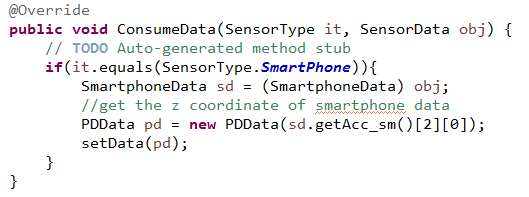 @Override
public void ConsumeData(SensorType it, SensorData obj) {
    // TODO Auto-generated method stub
    if(it.equals(SensorType.SmartPhone)){
        SmartphoneData sd = (SmartphoneData) obj;
        //get the z coordinate of smartphone data
        PDData pd = new PDData(sd.getAcc_sm()[2][0]);
        setData(pd);
    }
}